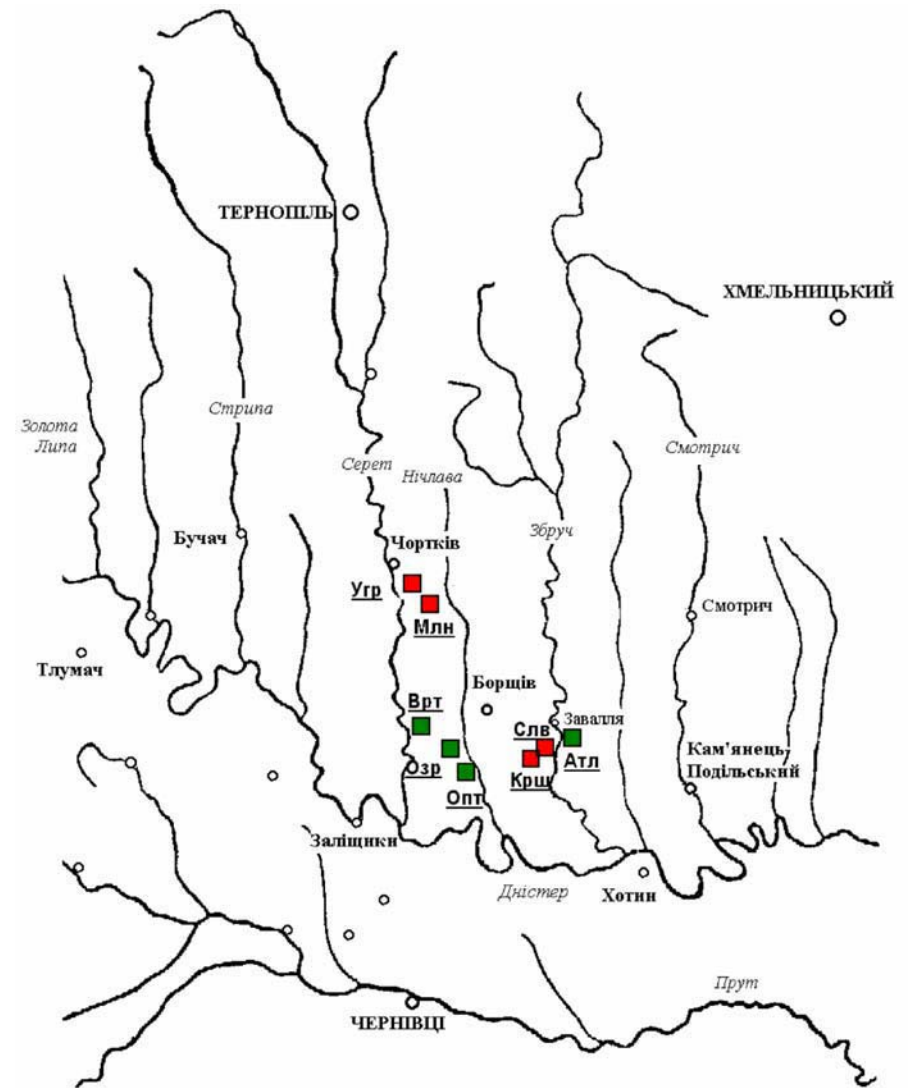 ТЕРНОПІЛЬ
ХМЕЛЬНИЦЬКИЙ
Золота
Липа
Стрипа
Серет
Нічлава
Смотрич
Збруч
Бучач
Чортків
Угр
Млн
Смотрич
Тлумач
Борщів
Врт
Слв
Завалля
Озр
Крш
Атл
Кам'янець
Подільський
Опт
Заліщики
Дністер
Хотин
Прут
ЧЕРНІВЦІ